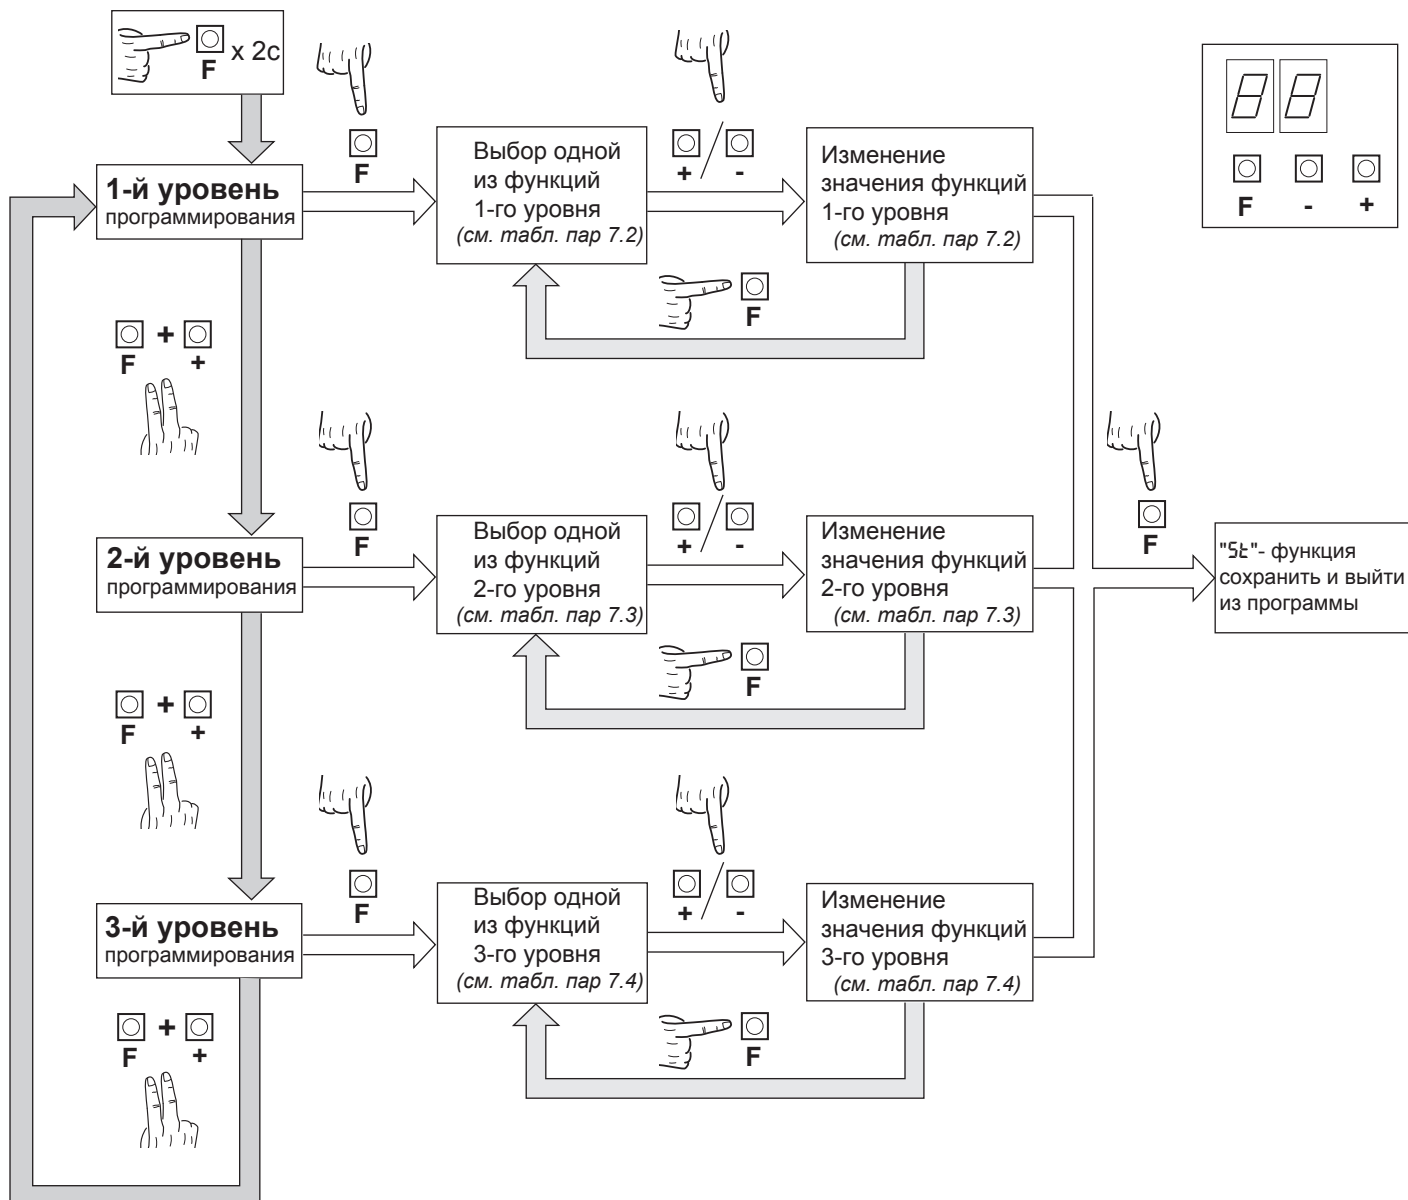 F x 2c
F
+ / -
F - +
1-й уровень
программирования
Выбор одной
из функций
1-го уровня
(см. табл. пар 7.2)
Изменение
значения функций
1-го уровня
(см. табл. пар 7.2)
F
F + +
F
+ / -
F
2-й уровень
программирования
Выбор одной
из функций
2-го уровня
(см. табл. пар 7.3)
Изменение
значения функций
2-го уровня
(см. табл. пар 7.3)
"St"- функция
сохранить и выйти
из программы
F
F + +
F
+ / -
3-й уровень
программирования
Выбор одной
из функций
3-го уровня
(см. табл. пар 7.4)
Изменение
значения функций
3-го уровня
(см. табл. пар 7.4)
F
F + +